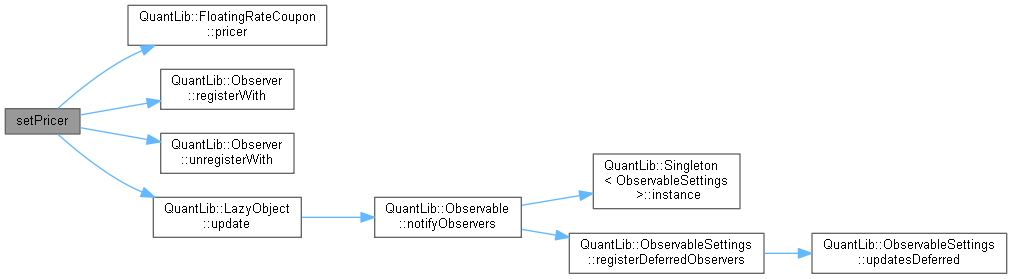 setPricer
QuantLib::FloatingRateCoupon
::pricer
QuantLib::Observer
::registerWith
QuantLib::Observer
::unregisterWith
QuantLib::LazyObject
::update
QuantLib::Observable
::notifyObservers
QuantLib::Singleton
< ObservableSettings
>::instance
QuantLib::ObservableSettings
::registerDeferredObservers
QuantLib::ObservableSettings
::updatesDeferred